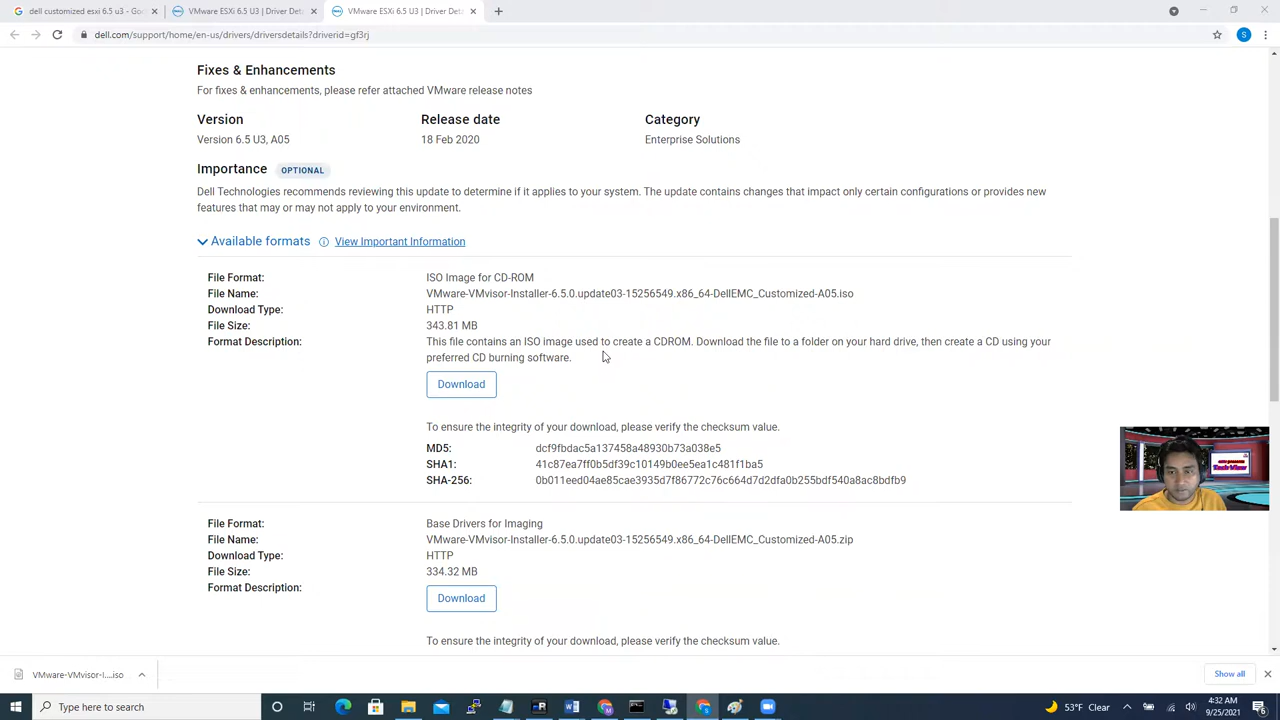 dell customized esxi 6.5 u3 - Goo
VMware ESXi 6.5 U3 | Driver Deta
VMware ESXi 6.5 U3 | Driver Deta
dell.com/support/home/en-us/drivers/driversdetails?driverid=gf3rj
S
Fixes & Enhancements
For fixes & enhancements, please refer attached VMware release notes
Version
Release date
Category
Version 6.5 U3, A05
18 Feb 2020
Enterprise Solutions
Importance OPTIONAL
Dell Technologies recommends reviewing this update to determine if it applies to your system. The update contains changes that impact only certain configurations or provides new
features that may or may not apply to your environment.
Available formats View Important Information
File Format: ISO Image for CD-ROM
File Name: VMware-VMvisor-Installer-6.5.0.update03-15256549.x86_64-DellEMC_Customized-A05.iso
Download Type: HTTP
File Size: 343.81 MB
Format Description: This file contains an ISO image used to create a CDROM. Download the file to a folder on your hard drive, then create a CD using your
preferred CD burning software.
Download
To ensure the integrity of your download, please verify the checksum value.
MD5: dcf9fbdac5a137458a48930b73a038e5
SHA1: 41c87ea7ff0b5df39c10149b0ee5ea1c481f1ba5
SHA-256: 0b011eed04ae85cae3935d7f86772c76c664d7d2dfa0b255bdf540a8ac8bdfb9
File Format: Base Drivers for Imaging
File Name: VMware-VMvisor-Installer-6.5.0.update03-15256549.x86_64-DellEMC_Customized-A05.zip
Download Type: HTTP
File Size: 334.32 MB
Format Description:
Download
To ensure the integrity of your download, please verify the checksum value.
Tech View
VMware-VMvisor-I....iso
Show all
Type here to search
53°F Clear
4:32 AM
9/25/2021